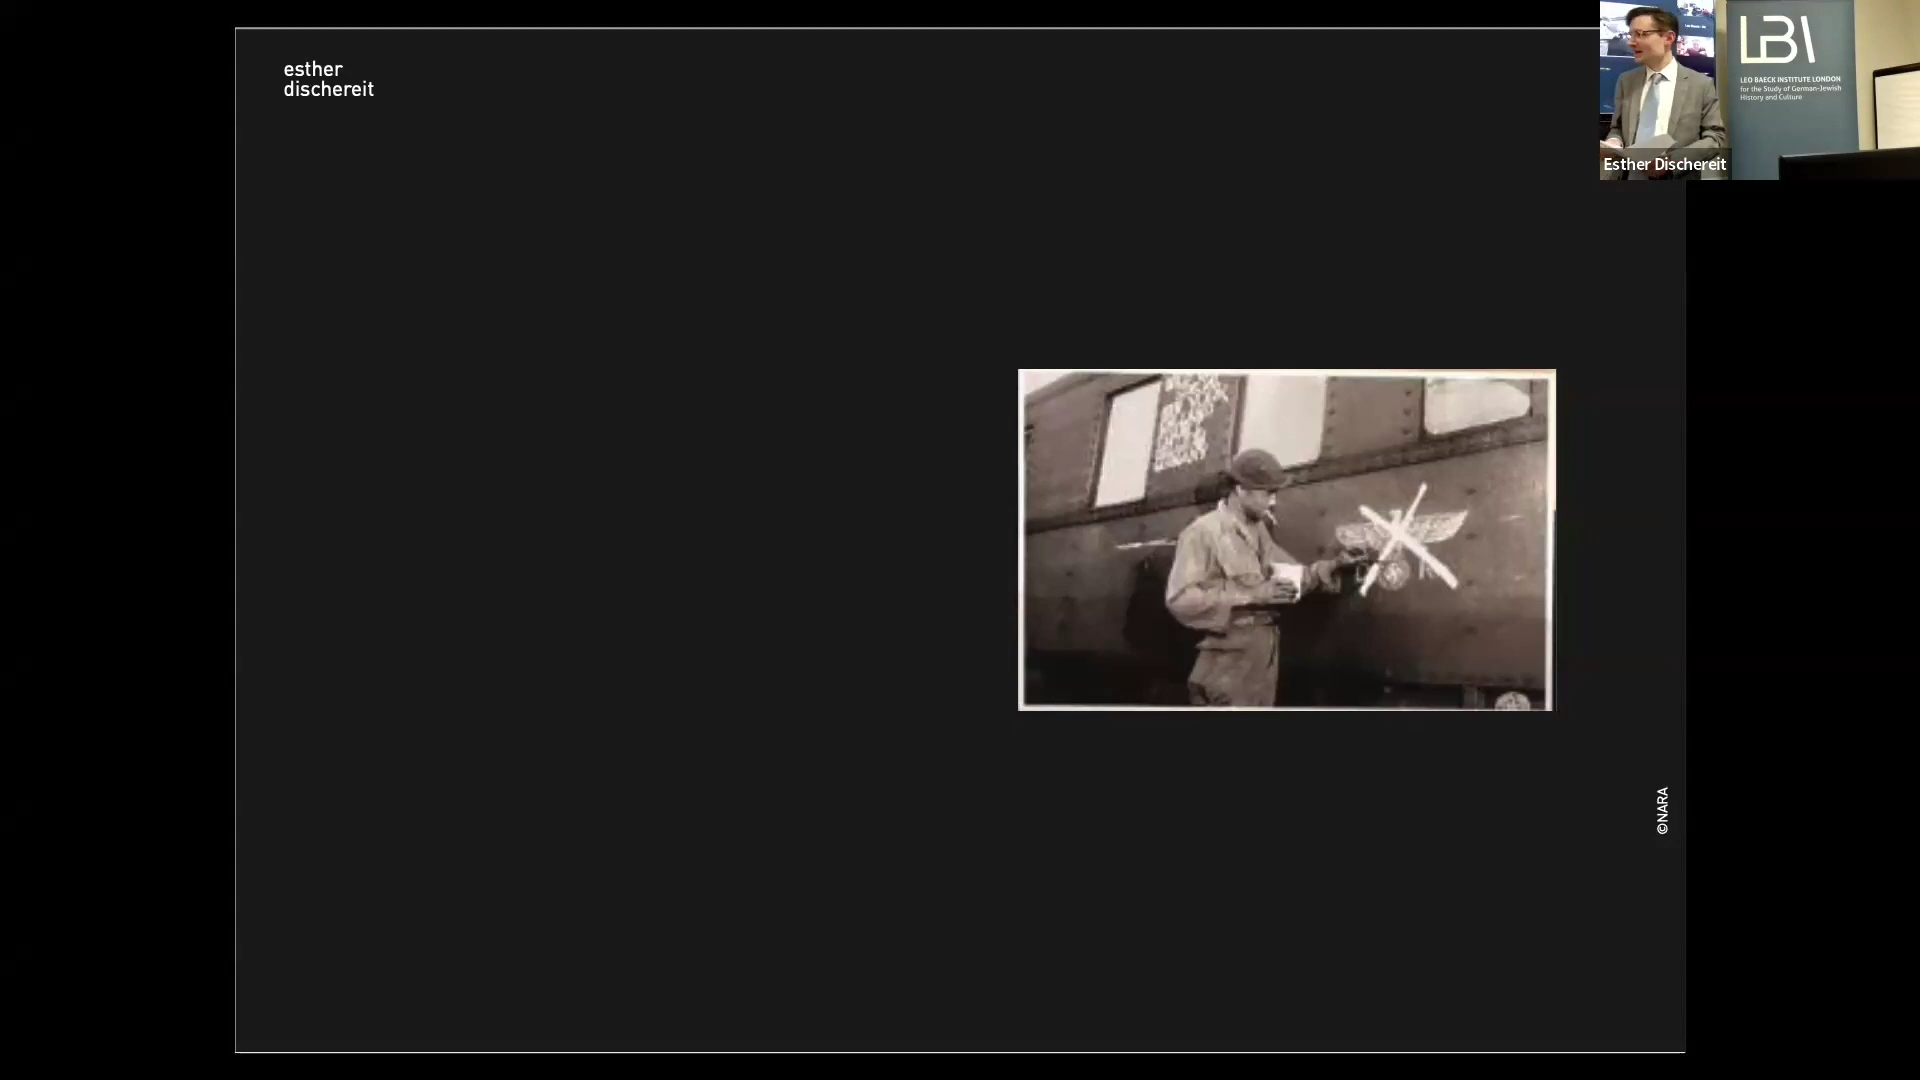 esther
dischereit
LBI
LEO BAECK INSTITUTE LONDON
for the Study of German-Jewish
History and Culture
Esther Dischereit
©NARA